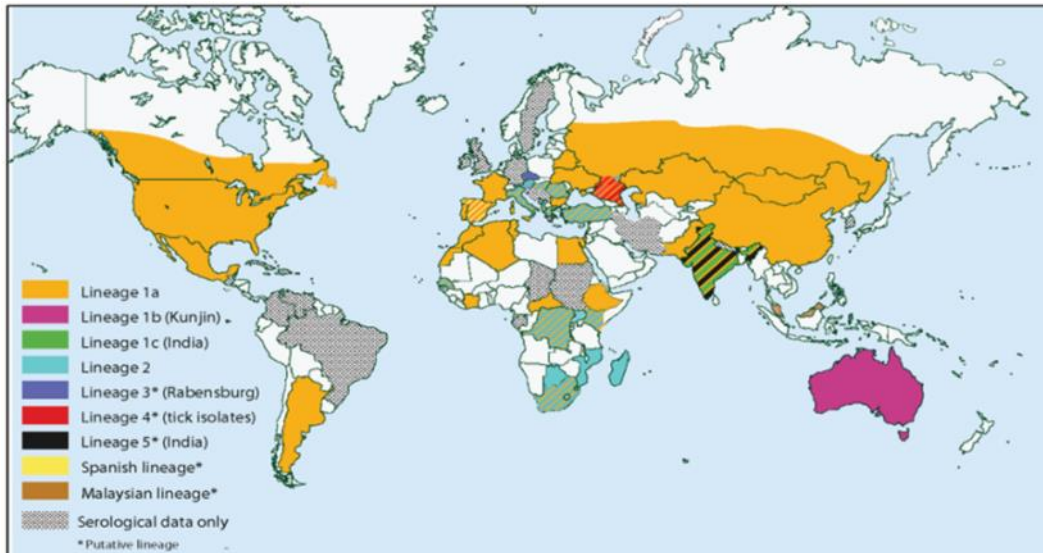 Lineage 1a
Lineage 1b (Kunjin)
Lineage 1c (India)
Lineage 2
Lineage 3* (Rabensburg)
Lineage 4* (tick isolates)
Lineage 5* (India)
Spanish lineage*
Malaysian lineage*
Serological data only
* Putative lineage